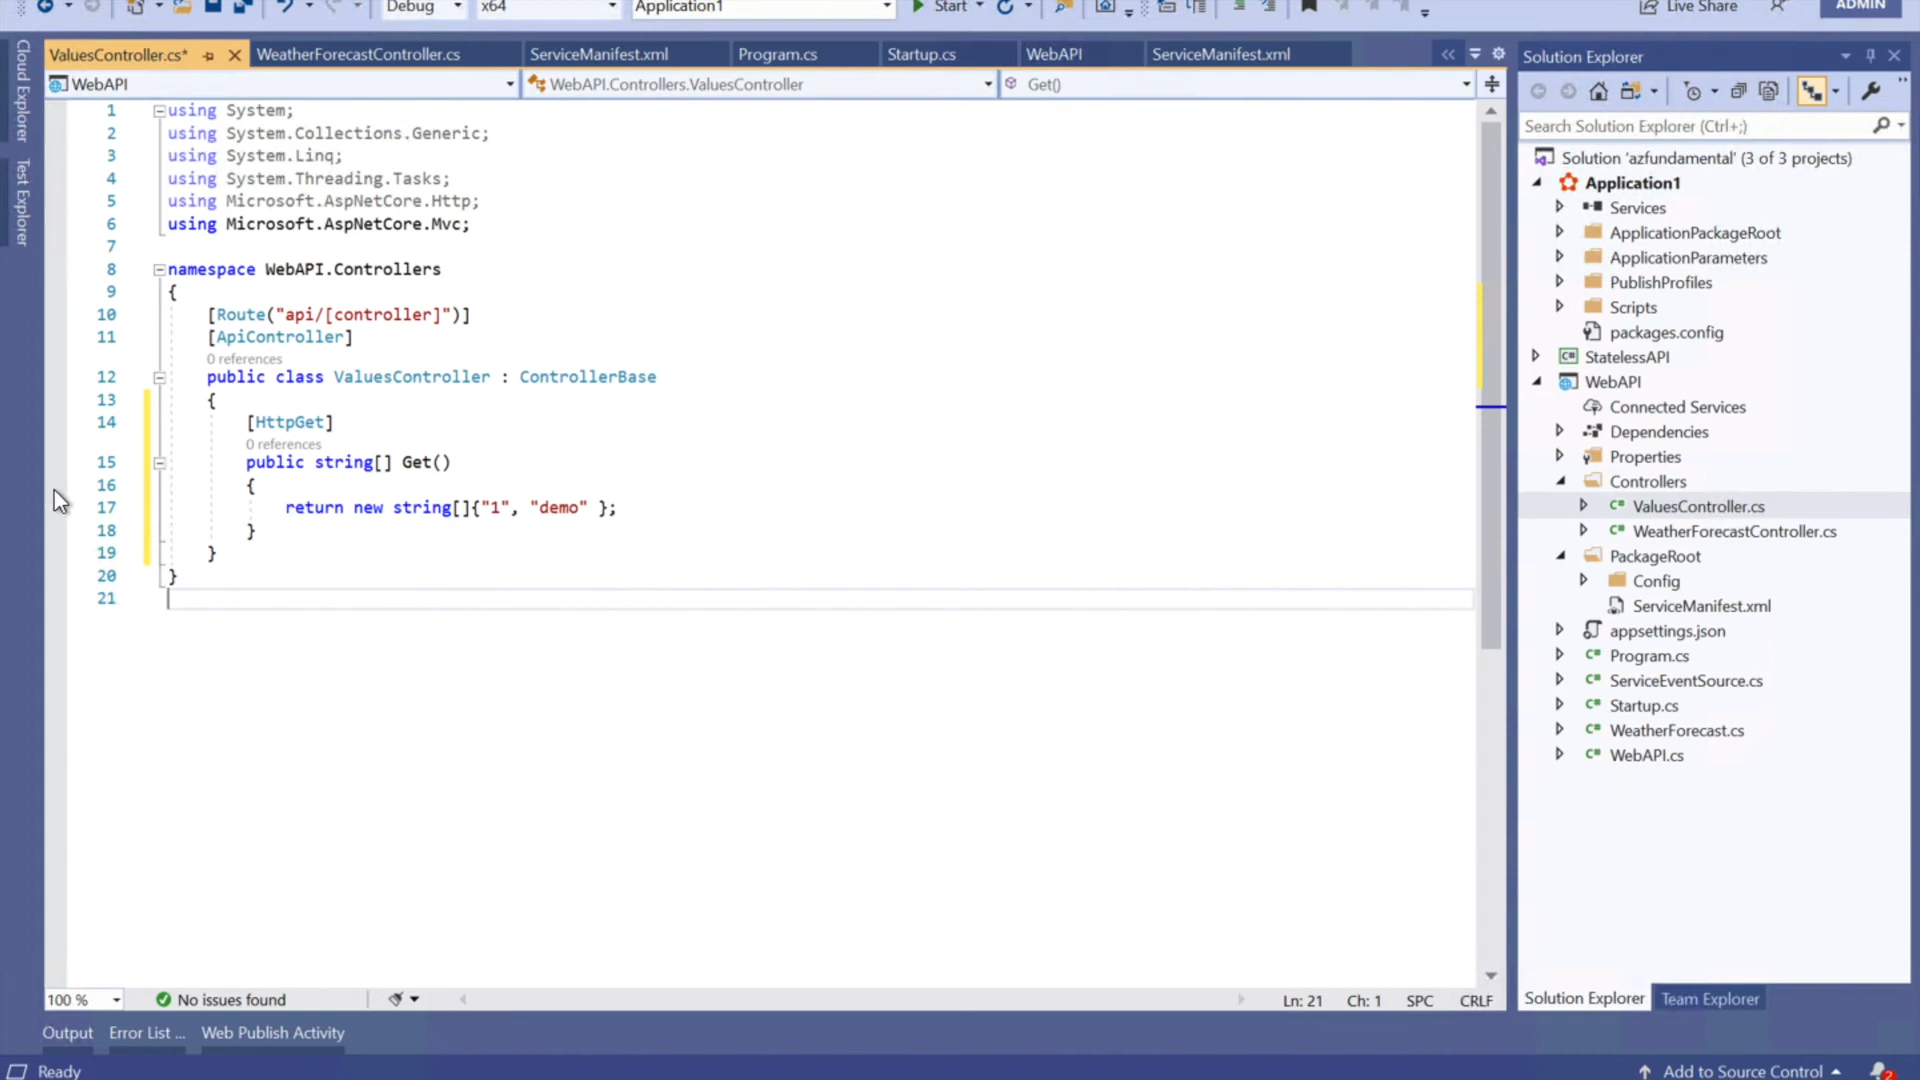 Debug x64 Application1 Start Live Share ADMIN
ValuesController.cs* WeatherForecastController.cs ServiceManifest.xml Program.cs Startup.cs WebAPI ServiceManifest.xml
WebAPI WebAPI.Controllers.ValuesController Get()
Cloud Explorer
Test Explorer
1 using System;
2 using System.Collections.Generic;
3 using System.Linq;
4 using System.Threading.Tasks;
5 using Microsoft.AspNetCore.Http;
6 using Microsoft.AspNetCore.Mvc;
7
8 namespace WebAPI.Controllers
9 {
10 [Route("api/[controller]")]
11 [ApiController]
0 references
12 public class ValuesController : ControllerBase
13 {
14 [HttpGet]
0 references
15 public string[] Get()
16 {
17 return new string[]{"1", "demo" };
18 }
19 }
20 }
21
100 % No issues found Ln: 21 Ch: 1 SPC CRLF
Output Error List ... Web Publish Activity
Ready
Solution Explorer
Search Solution Explorer (Ctrl+;)
Solution 'azfundamental' (3 of 3 projects)
Application1
Services
ApplicationPackageRoot
ApplicationParameters
PublishProfiles
Scripts
packages.config
StatelessAPI
WebAPI
Connected Services
Dependencies
Properties
Controllers
ValuesController.cs
WeatherForecastController.cs
PackageRoot
Config
ServiceManifest.xml
appsettings.json
Program.cs
ServiceEventSource.cs
Startup.cs
WeatherForecast.cs
WebAPI.cs
Solution Explorer Team Explorer
Add to Source Control 2